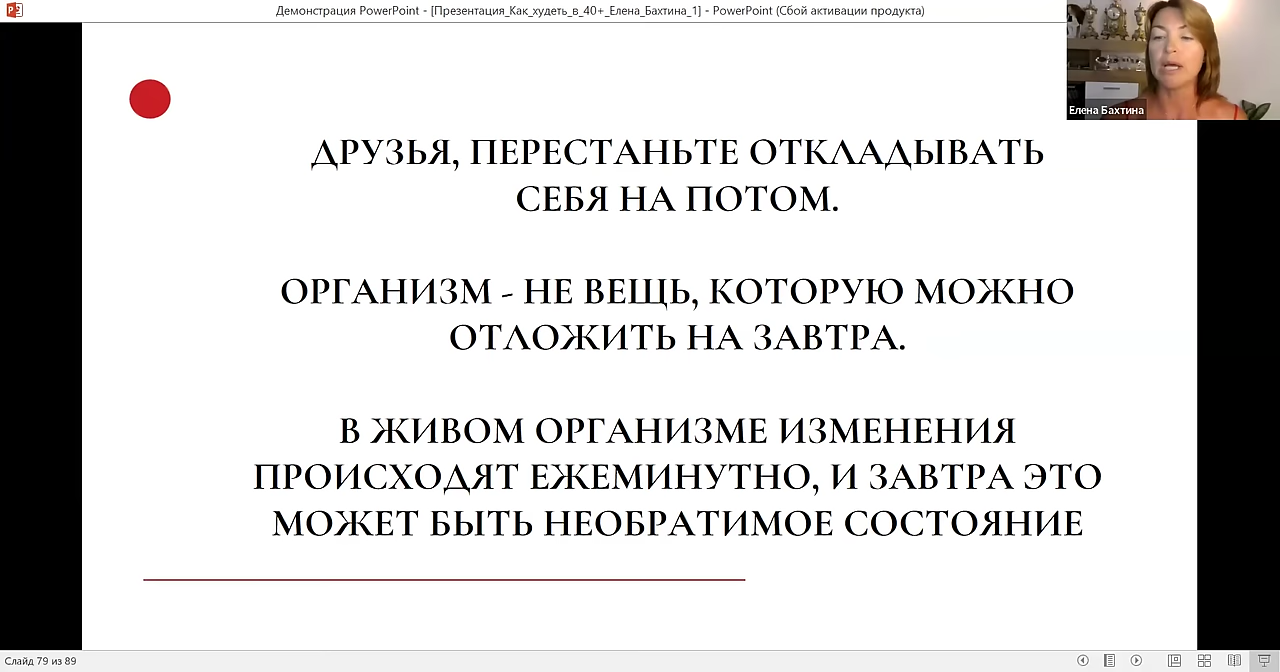 Демонстрация PowerPoint - [Презентация_Как_худеть_в_40+_Елена_Бахтина_1] - PowerPoint (Сбой активации продукта)
Елена Бахтина
ДРУЗЬЯ, ПЕРЕСТАНЬТЕ ОТКЛАДЫВАТЬ
СЕБЯ НА ПОТОМ.
ОРГАНИЗМ - НЕ ВЕЩЬ, КОТОРУЮ МОЖНО
ОТЛОЖИТЬ НА ЗАВТРА.
В ЖИВОМ ОРГАНИЗМЕ ИЗМЕНЕНИЯ
ПРОИСХОДЯТ ЕЖЕМИНУТНО, И ЗАВТРА ЭТО
МОЖЕТ БЫТЬ НЕОБРАТИМОЕ СОСТОЯНИЕ
Слайд 79 из 89